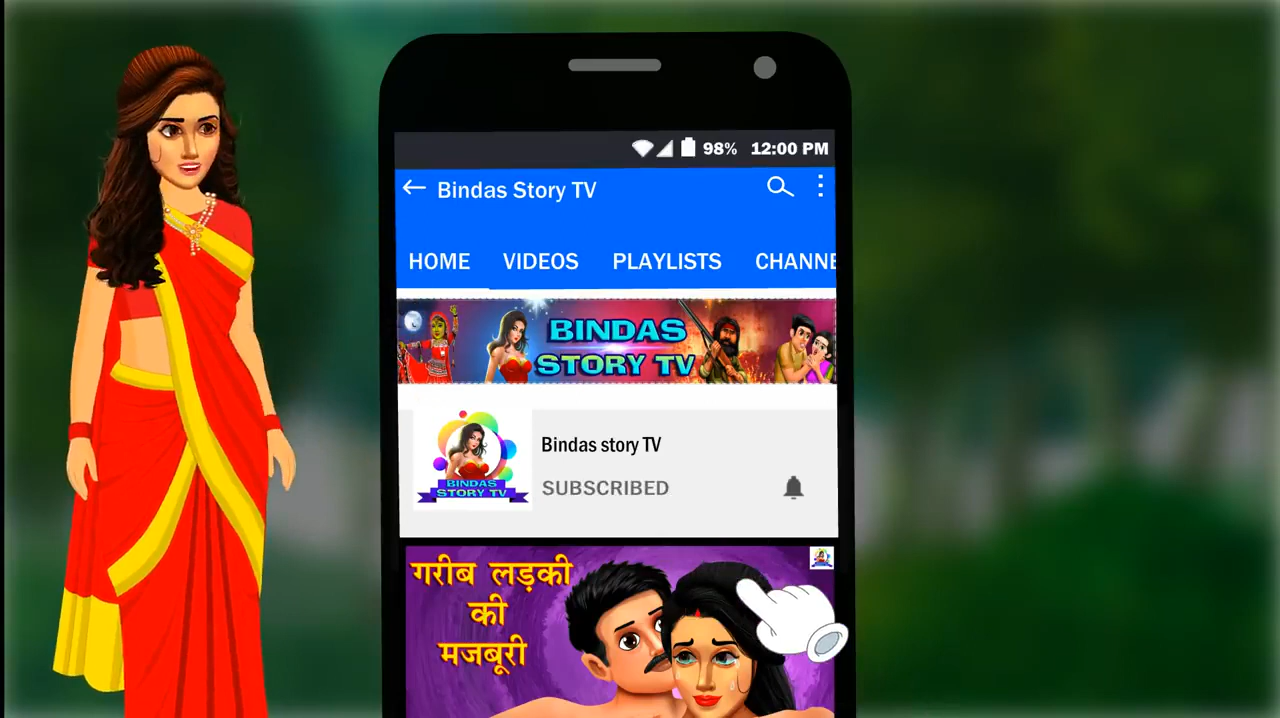 98% 12:00 PM
Bindas Story TV
HOME VIDEOS PLAYLISTS CHANNE
BINDAS
STORY TV
BINDAS
STORY TV
Bindas story TV
SUBSCRIBED
गरीब लड़की
की
मजबूरी